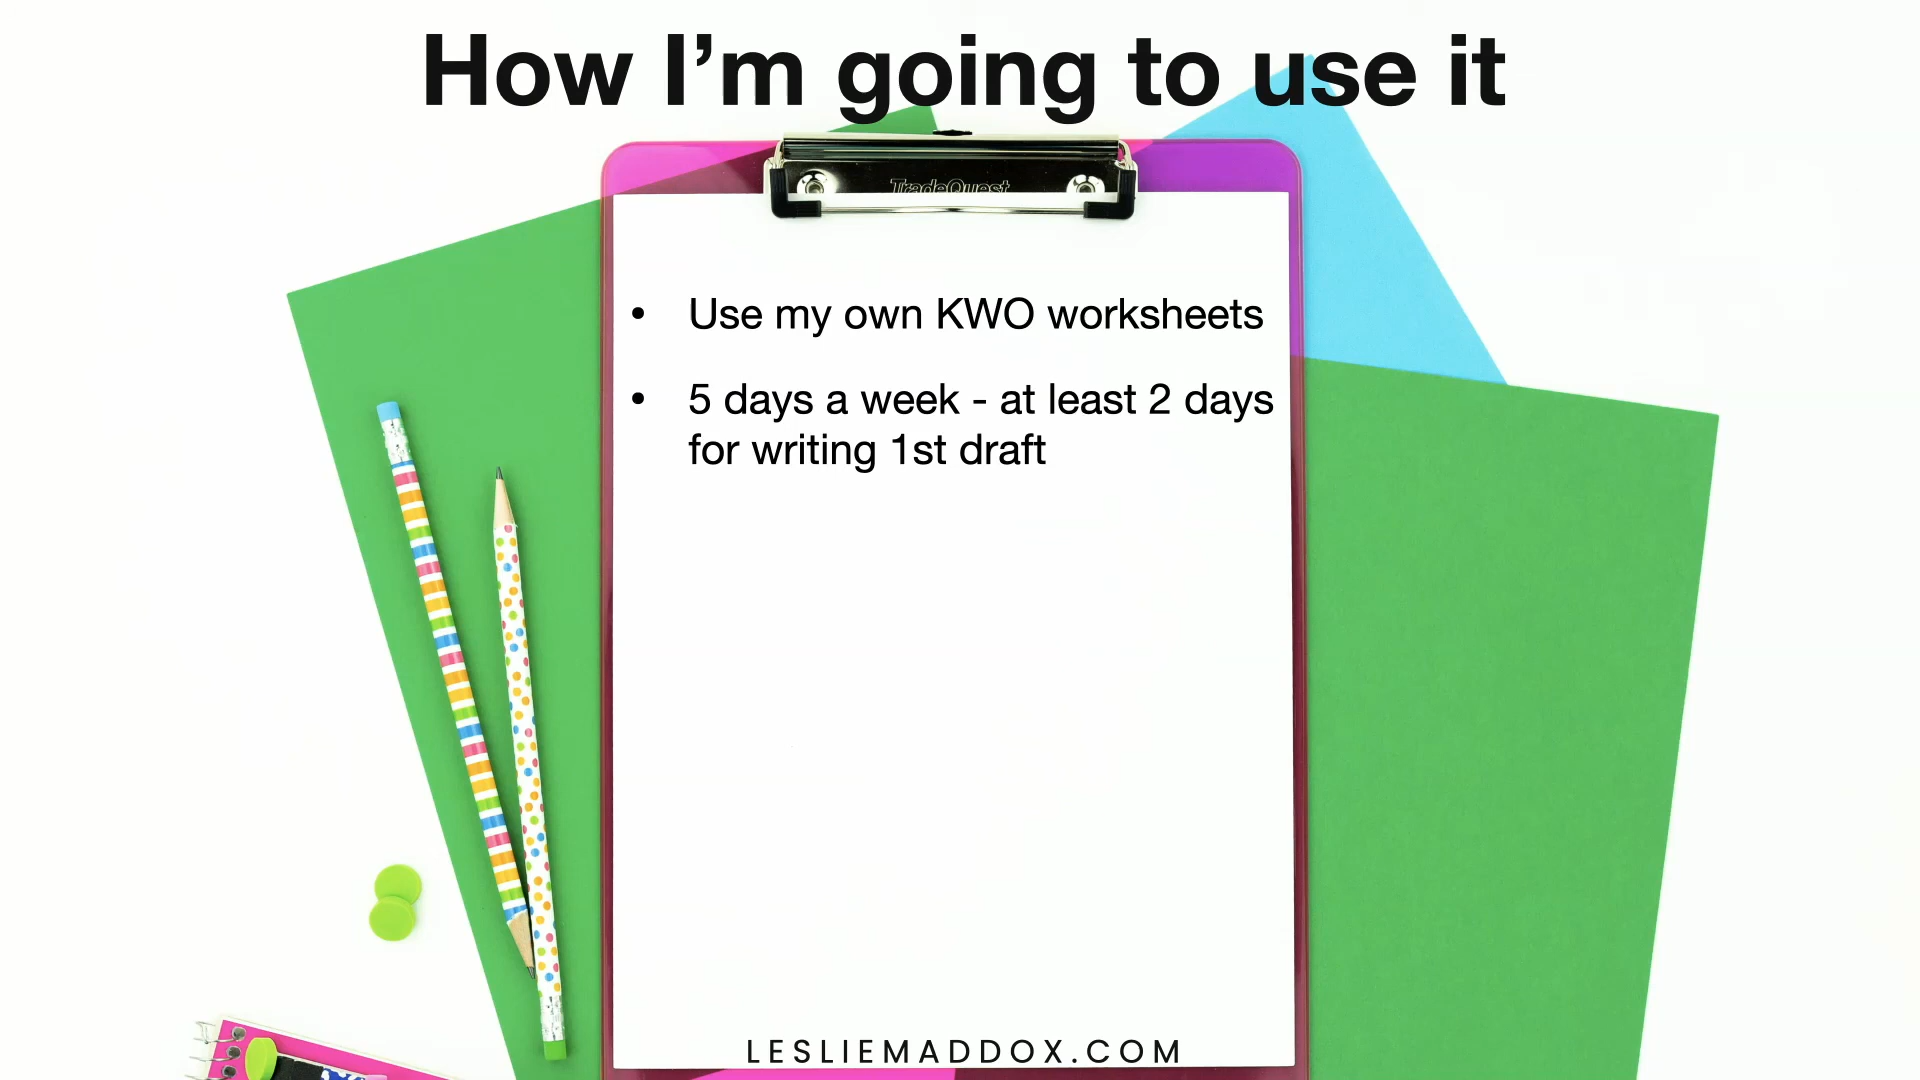 How I’m going to use it
TradeQuest
• Use my own KWO worksheets
• 5 days a week - at least 2 days
for writing 1st draft
LESLIEMADDOX.COM